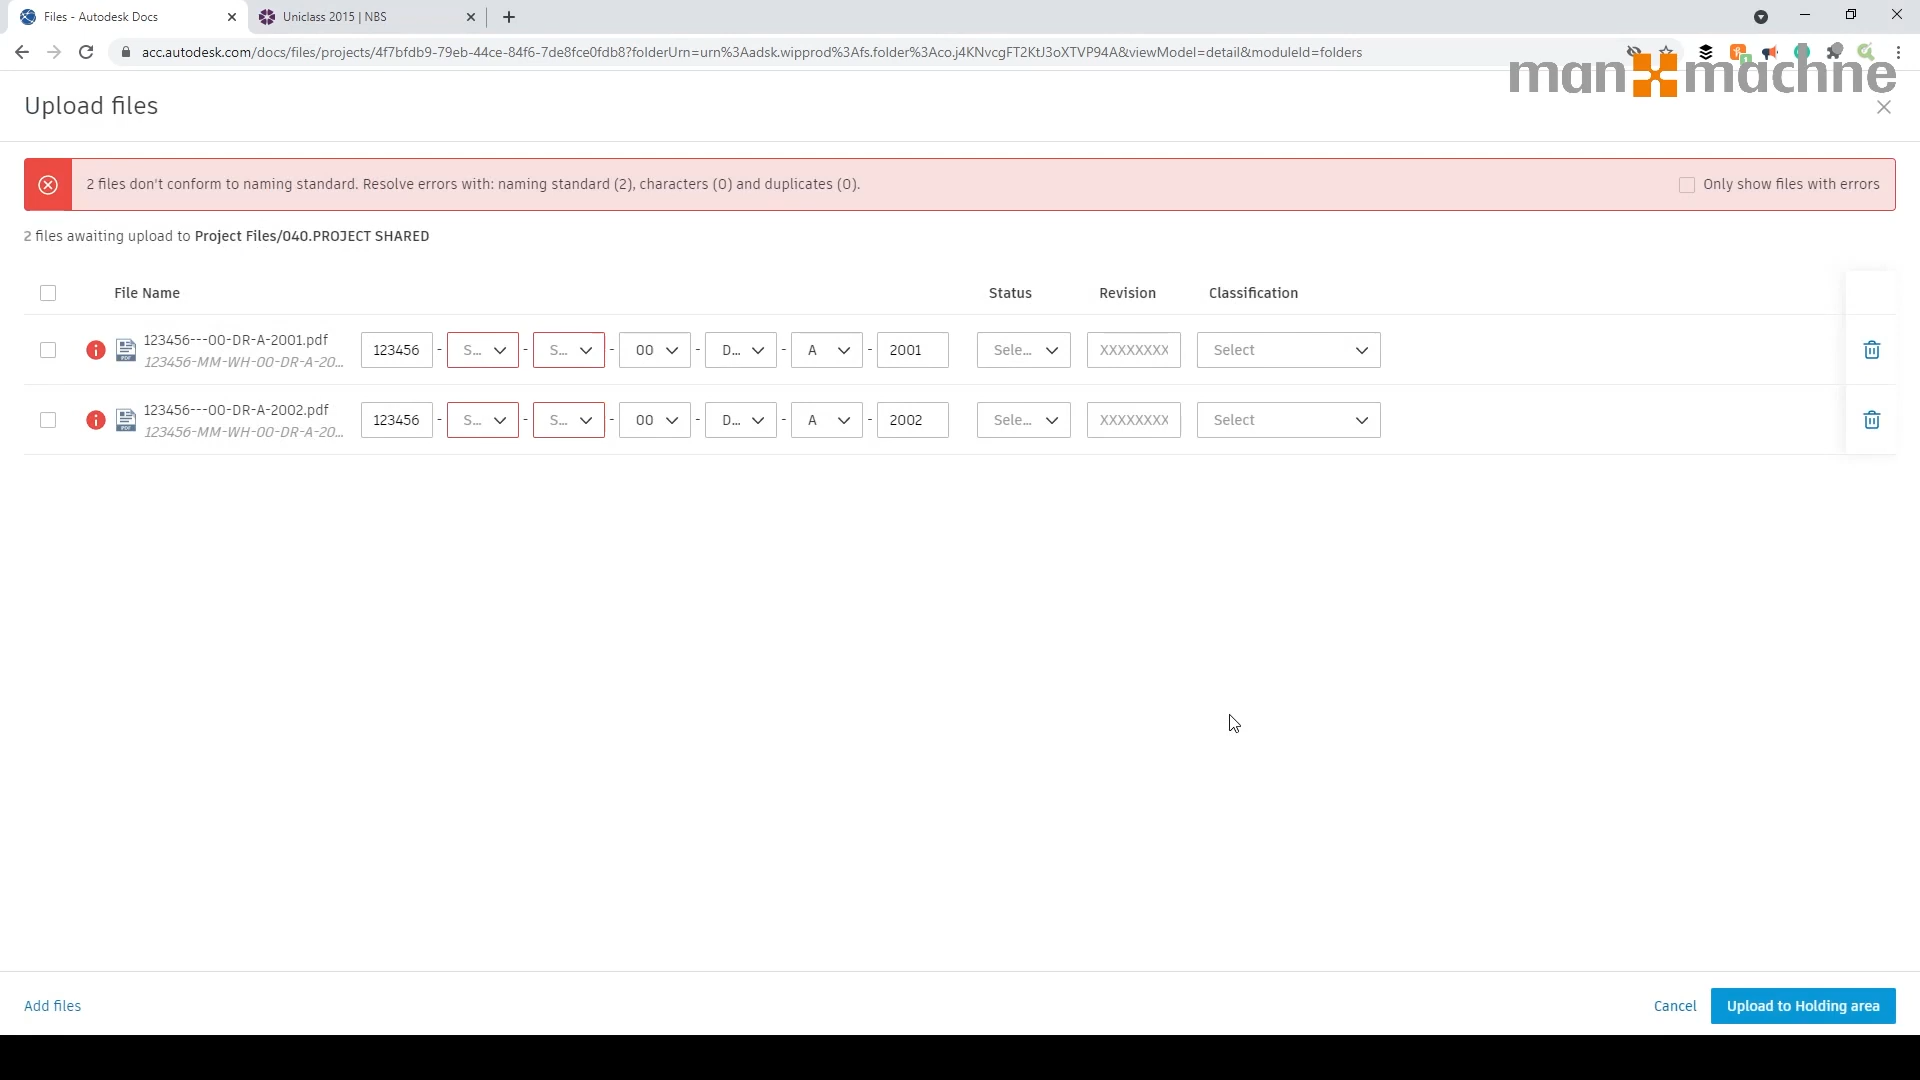 Files - Autodesk Docs
Uniclass 2015 | NBS
acc.autodesk.com/docs/files/projects/4f7bfdb9-79eb-44ce-84f6-7de8fce0fdb8?folderUrn=urn%3Aadsk.wipprod%3Afs.folder%3Aco.j4KNvcgFT2KtJ3oXTVP94A&viewModel=detail&moduleId=folders
man machne
Upload files
2 files don't conform to naming standard. Resolve errors with: naming standard (2), characters (0) and duplicates (0).
Only show files with errors
2 files awaiting upload to Project Files/040.PROJECT SHARED
File Name Status Revision Classification
123456---00-DR-A-2001.pdf
123456-MM-WH-00-DR-A-20...
123456 - S... - S... - 00 - D... - A - 2001 Sele... XXXXXXXX Select
123456---00-DR-A-2002.pdf
123456-MM-WH-00-DR-A-20...
123456 - S... - S... - 00 - D... - A - 2002 Sele... XXXXXXXX Select
Add files
Cancel
Upload to Holding area